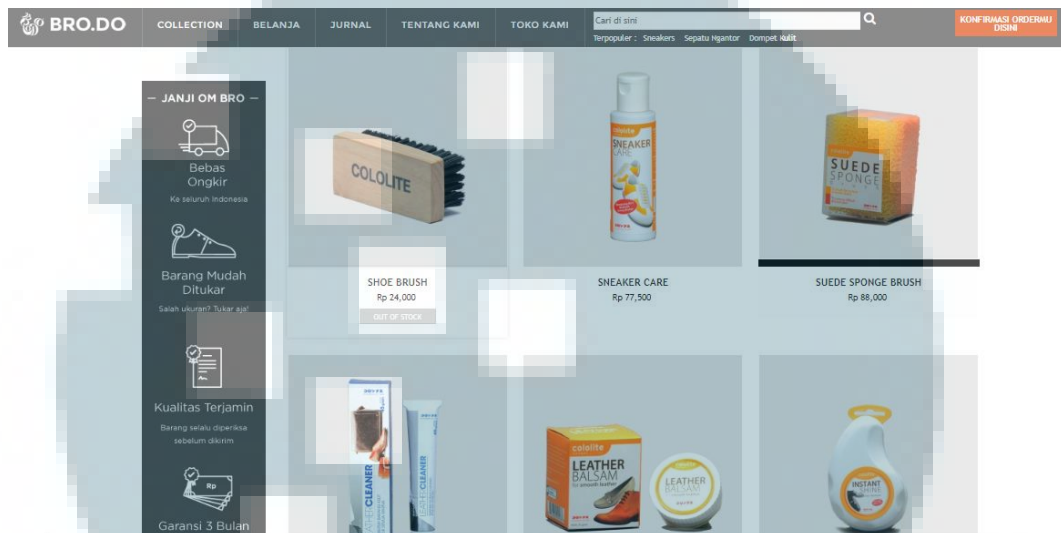 BRO.DO
COLLECTION
BELANJA
JURNAL
TENTANG KAMI
TOKO KAMI
Cari di sini
Terpopuler : Sneakers Sepatu Ngantor Dompet Kulit
KONFIRMASI ORDERMU
DISINI
— JANJI OM BRO —
Bebas
Ongkir
Ke seluruh Indonesia
Barang Mudah
Ditukar
Salah ukuran? Tukar aja!
Kualitas Terjamin
Barang selalu diperiksa
sebelum dikirim
Rp
Garansi 3 Bulan
COLOLITE
SHOE BRUSH
Rp 24,000
OUT OF STOCK
cololite
SNEAKER
CARE
SNEAKER CARE
Rp 77,500
SUEDE
SPONGE
SUEDE SPONGE BRUSH
Rp 88,000
CLEANER
CLEANER
cololite
LEATHER
BALSAM
for smooth leather
LEATHER
BALSAM
INSTANT
SHINE